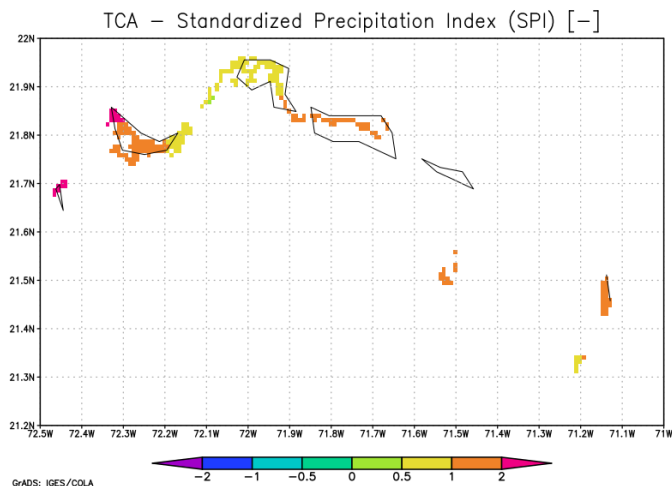 TCA – Standardized Precipitation Index (SPI) [–]
22N
21.9N
21.8N
21.7N
21.6N
21.5N
21.4N
21.3N
21.2N
72.5W 72.4W 72.3W 72.2W 72.1W 72W 71.9W 71.8W 71.7W 71.6W 71.5W 71.4W 71.3W 71.2W 71.1W 71W
-2 -1 -0.5 0 0.5 1 2
GrADS: IGES/COLA